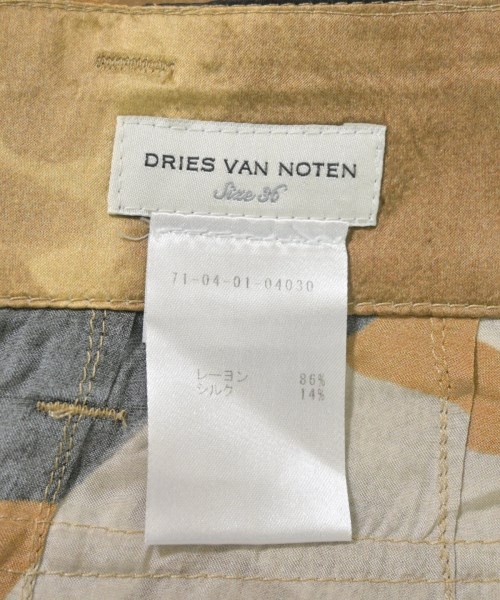 DRIES VAN NOTEN
Size 36
71-04-01-04030
レーヨン 86%
シルク 14%